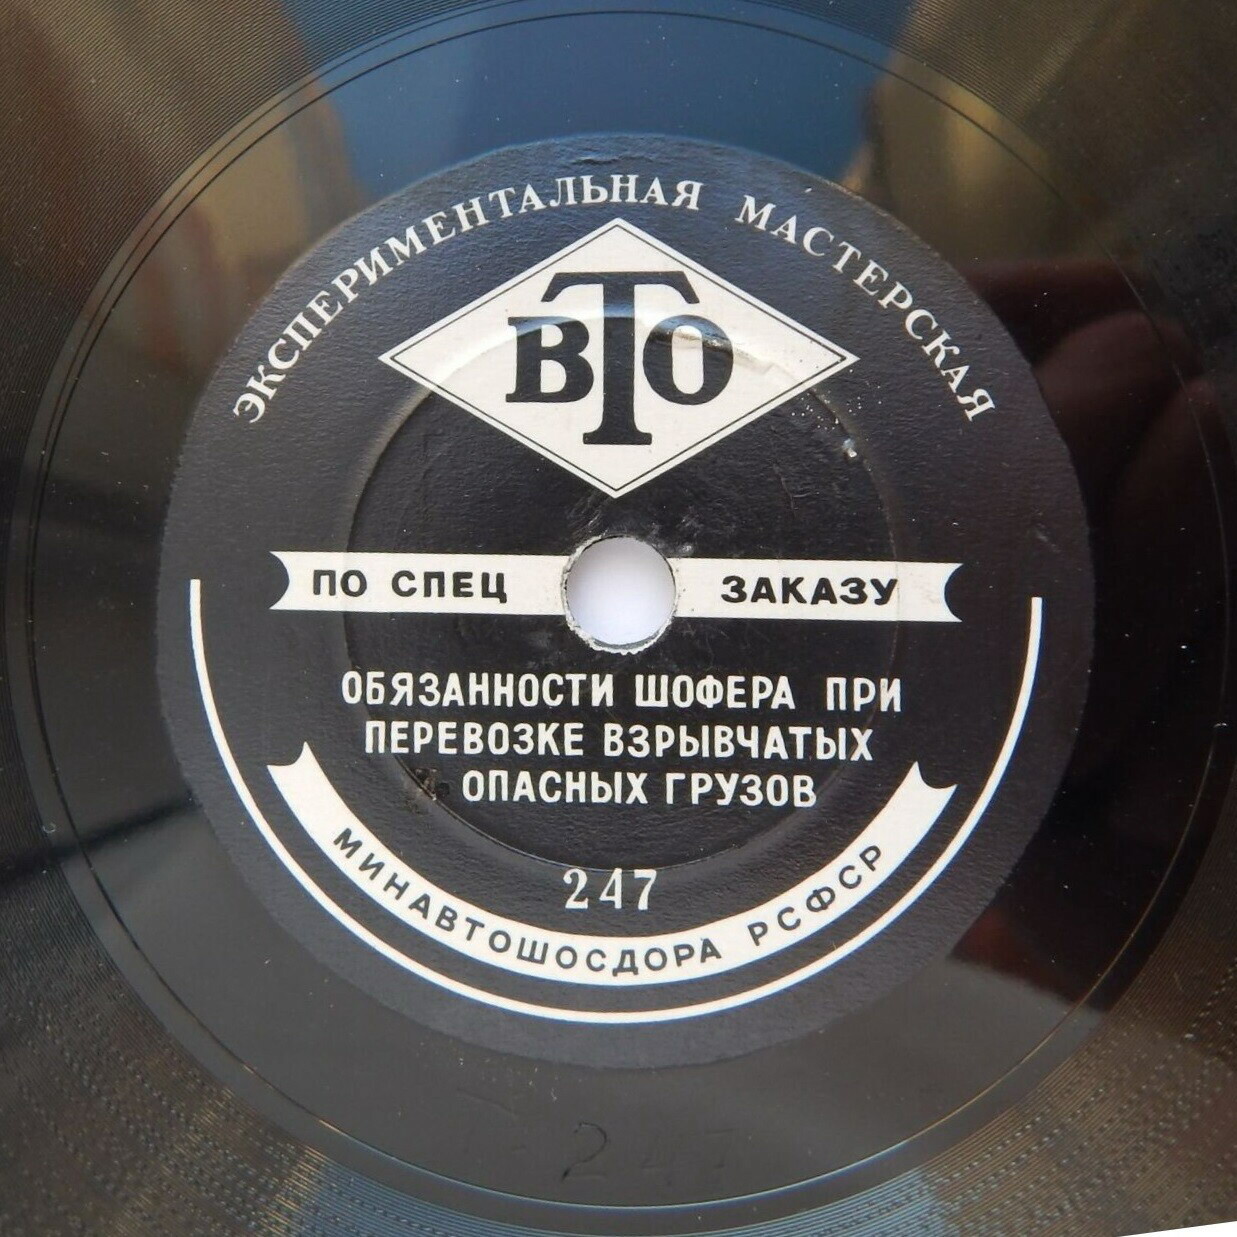 ЭКСПЕРИМЕНТАЛЬНАЯ МАСТЕРСКАЯ
ВТО
ПО СПЕЦ ЗАКАЗУ
ОБЯЗАННОСТИ ШОФЕРА ПРИ
ПЕРЕВОЗКЕ ВЗРЫВЧАТЫХ
ОПАСНЫХ ГРУЗОВ
247
МИНАВТОШОСДОРА РСФСР
247